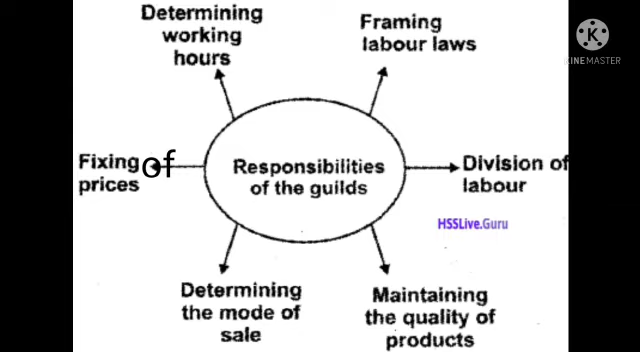 Determining
working
hours
Framing
labour laws
K
KINEMASTER
Fixing of
prices
Responsibilities
of the guilds
Division of
labour
HSSLive.Guru
Determining
the mode of
sale
Maintaining
the quality of
products